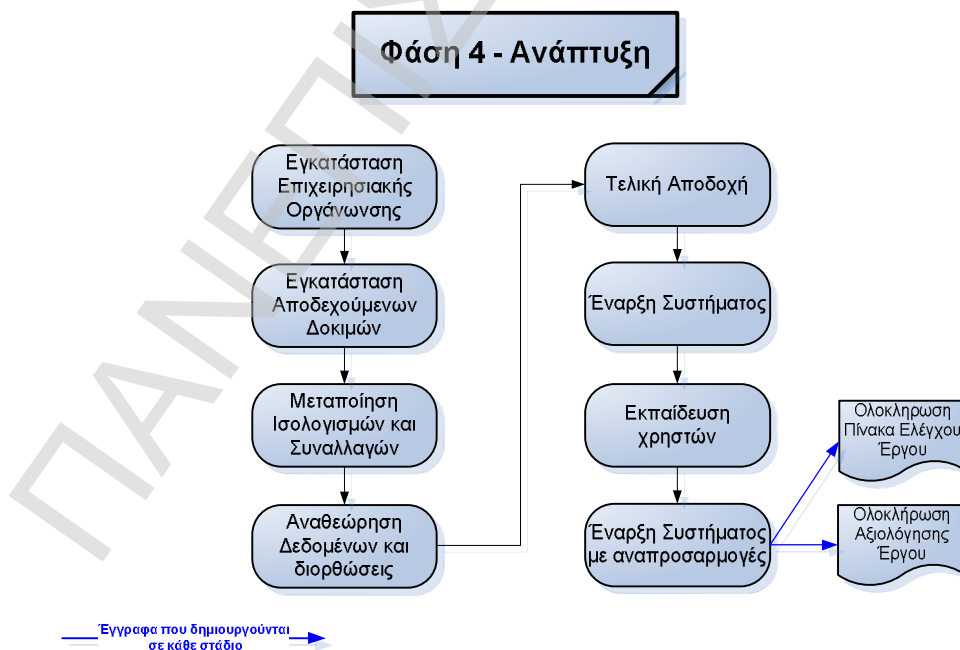 Φάση 4 - Ανάπτυξη
Εγκατάσταση
Επιχειρησιακής
Οργάνωνσης
Εγκατάσταση
Αποδεχούμενων
Δοκιμών
Μεταποίηση
Ισολογισμών και
Συναλλαγών
Αναθεώρηση
Δεδομένων και
διορθώσεις
Τελική Αποδοχή
Έναρξη Συστήματος
Εκπαίδευση
χρηστών
Έναρξη Συστήματος
με αναπροσαρμογές
Ολοκληρωση
Πίνακα Ελέγχου
Έργου
Ολοκλήρωση
Αξιολόγησης
Έργου
Έγγραφα που δημιουργούνται
σε κάθε στάδιο
ΠΑΝΕΠΙΣ